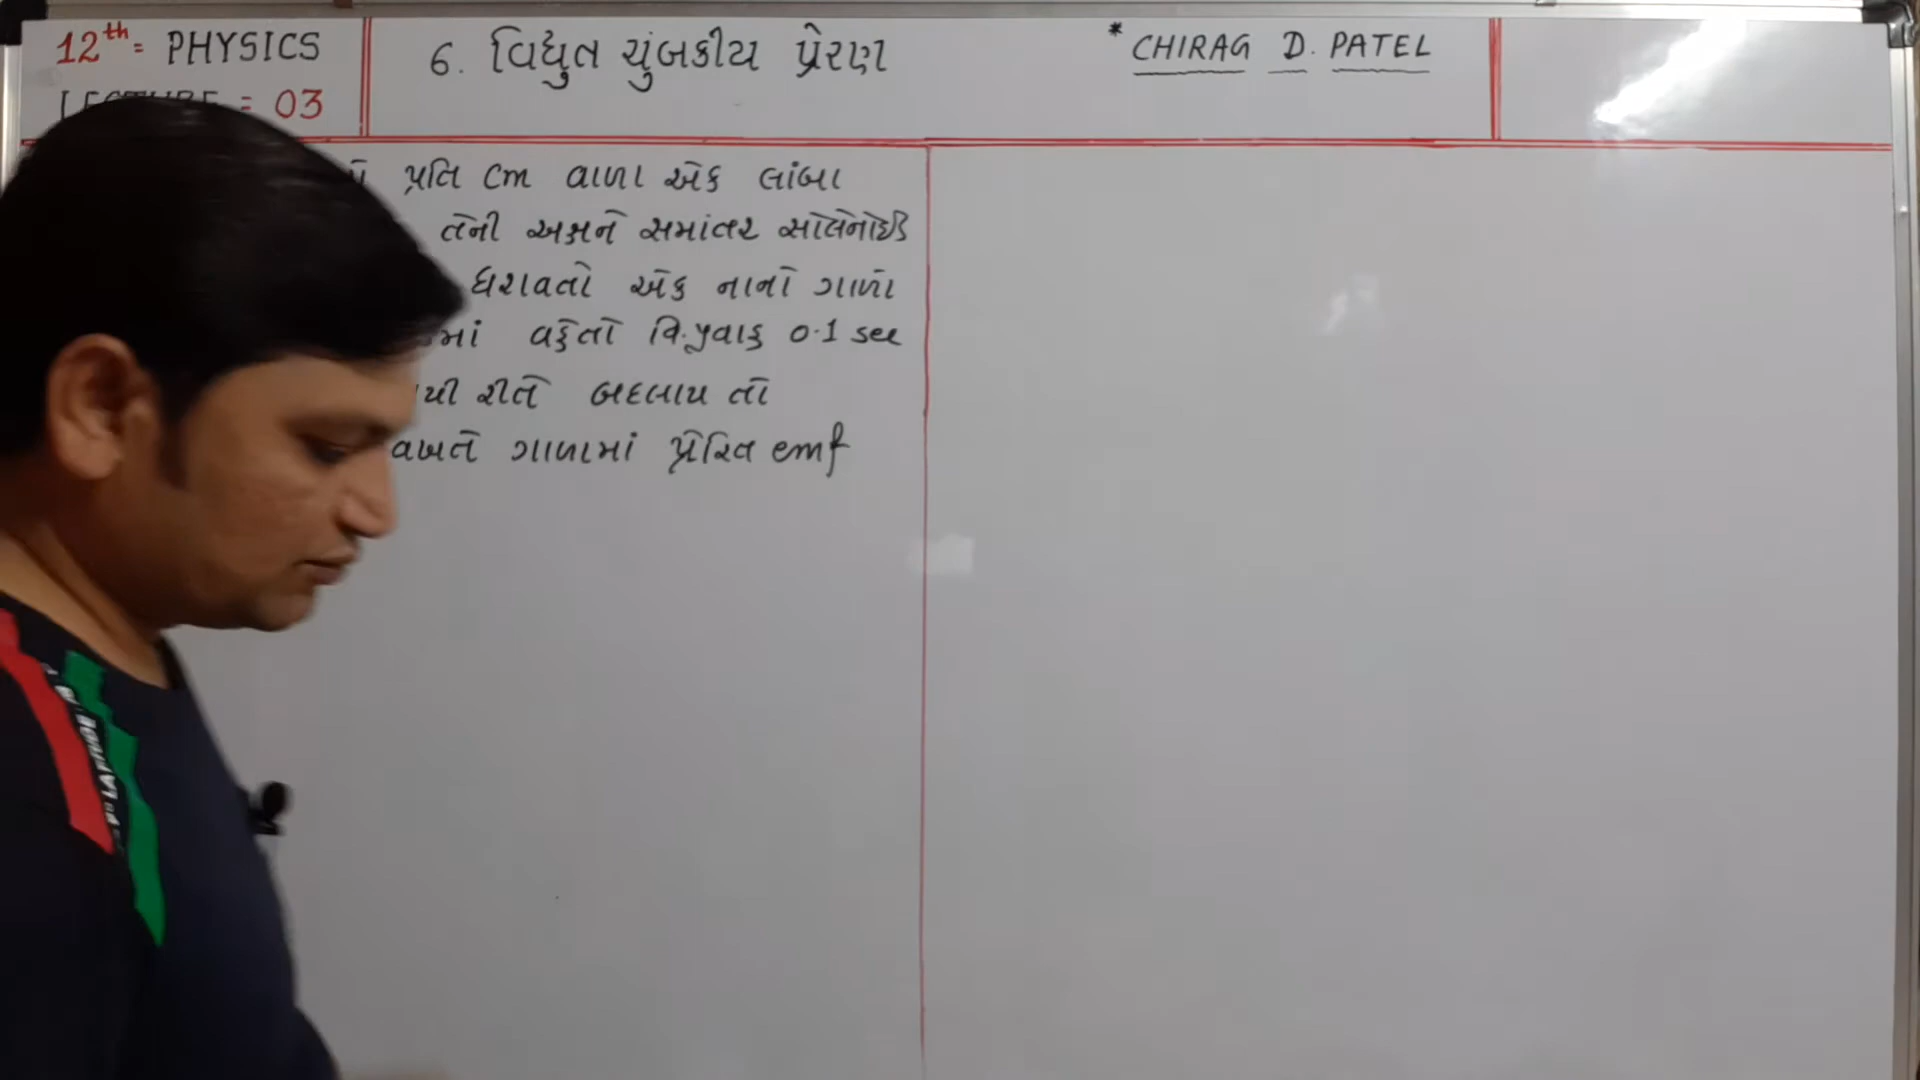 12th = PHYSICS
= 03
6. વિદ્યુત ચુંબકીય પ્રેરણ
* CHIRAG D. PATEL
પ્રતિ cm વાળા એક લાંબા
તેની અક્ષને સમાંતર સોલેનોઈડ
ધરાવતો એક નાનો ગાળો
વહેતો વિ.પ્રવાહ 0.1 sec
રીતે બદલાય તો
વખતે ગાળામાં પ્રેરિત emf